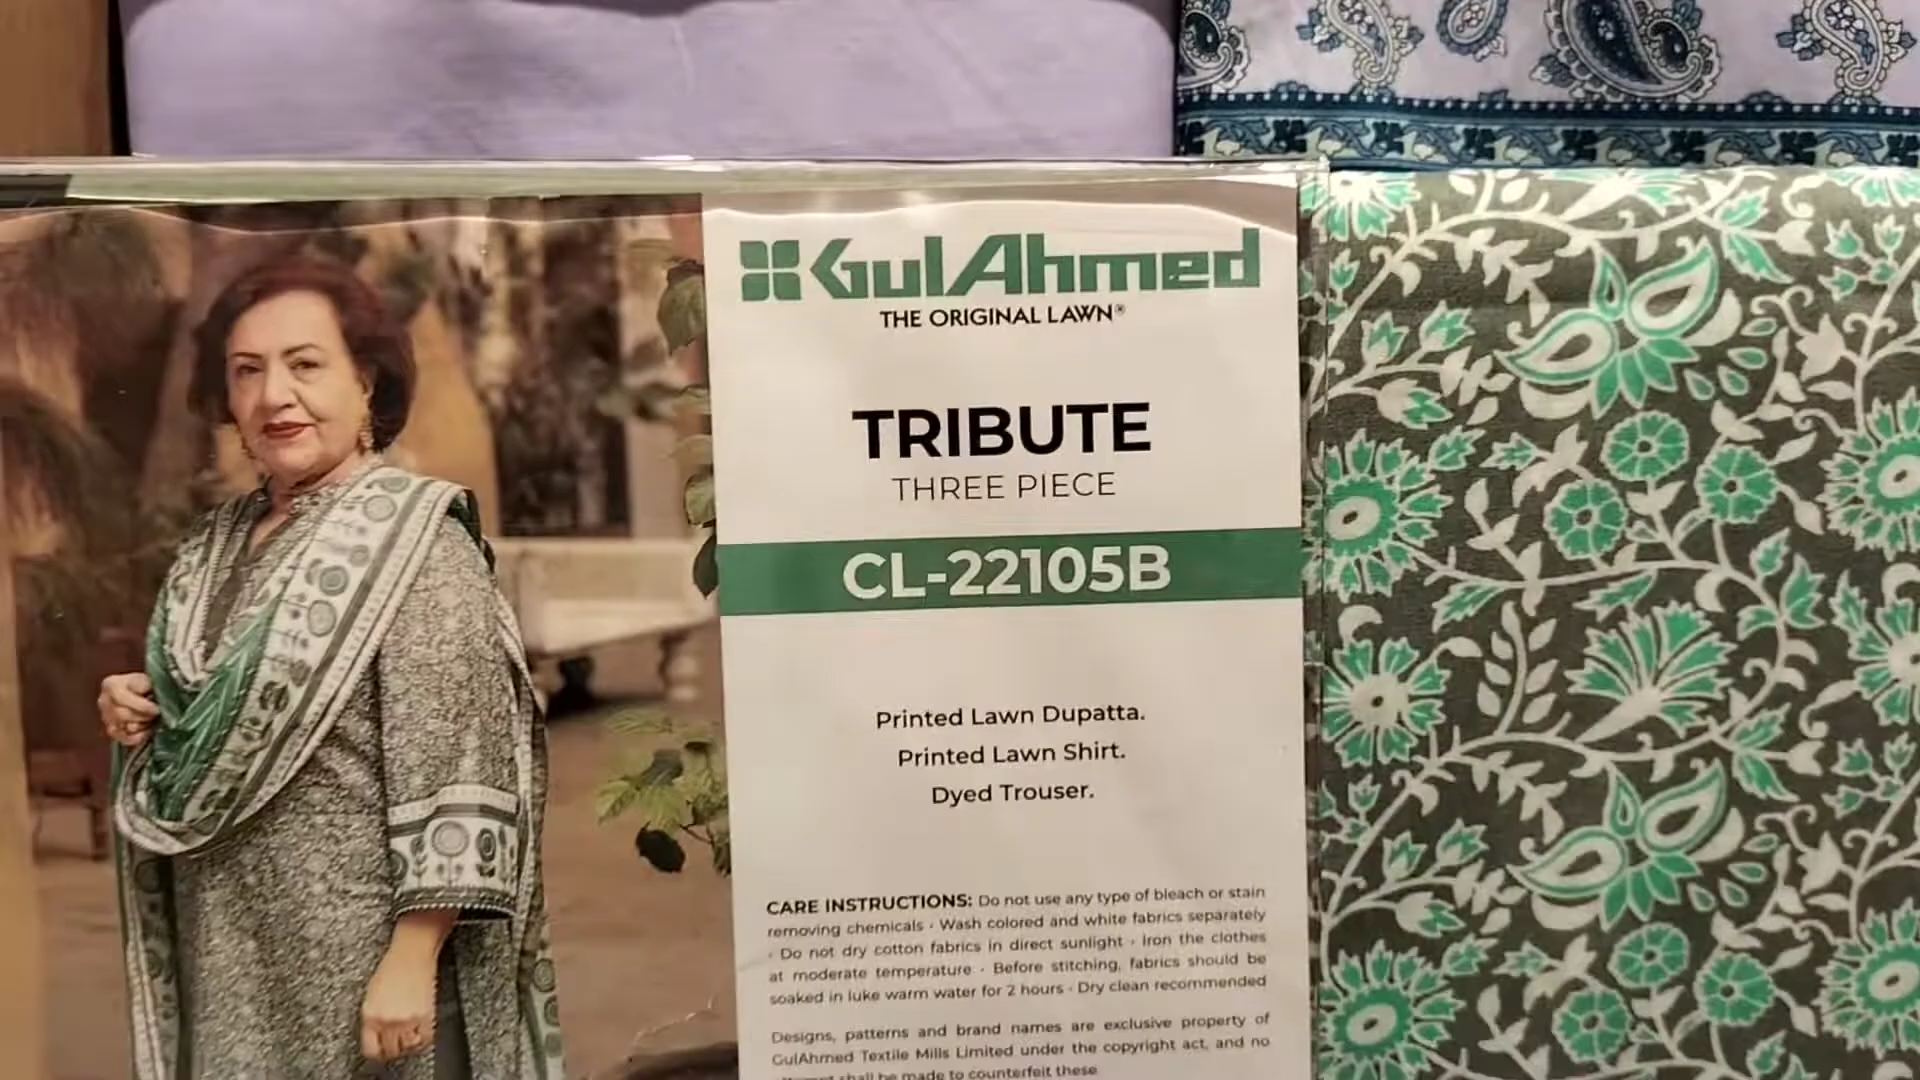 GulAhmed
THE ORIGINAL LAWN®
TRIBUTE
THREE PIECE
CL-22105B
Printed Lawn Dupatta.
Printed Lawn Shirt.
Dyed Trouser.
CARE INSTRUCTIONS: Do not use any type of bleach or stain
removing chemicals • Wash colored and white fabrics separately
• Do not dry cotton fabrics in direct sunlight • Iron the clothes
at moderate temperature • Before stitching, fabrics should be
soaked in luke warm water for 2 hours • Dry clean recommended
Designs, patterns and brand names are exclusive property of
GulAhmed Textile Mills Limited under the copyright act, and no
shall be made to counterfeit these